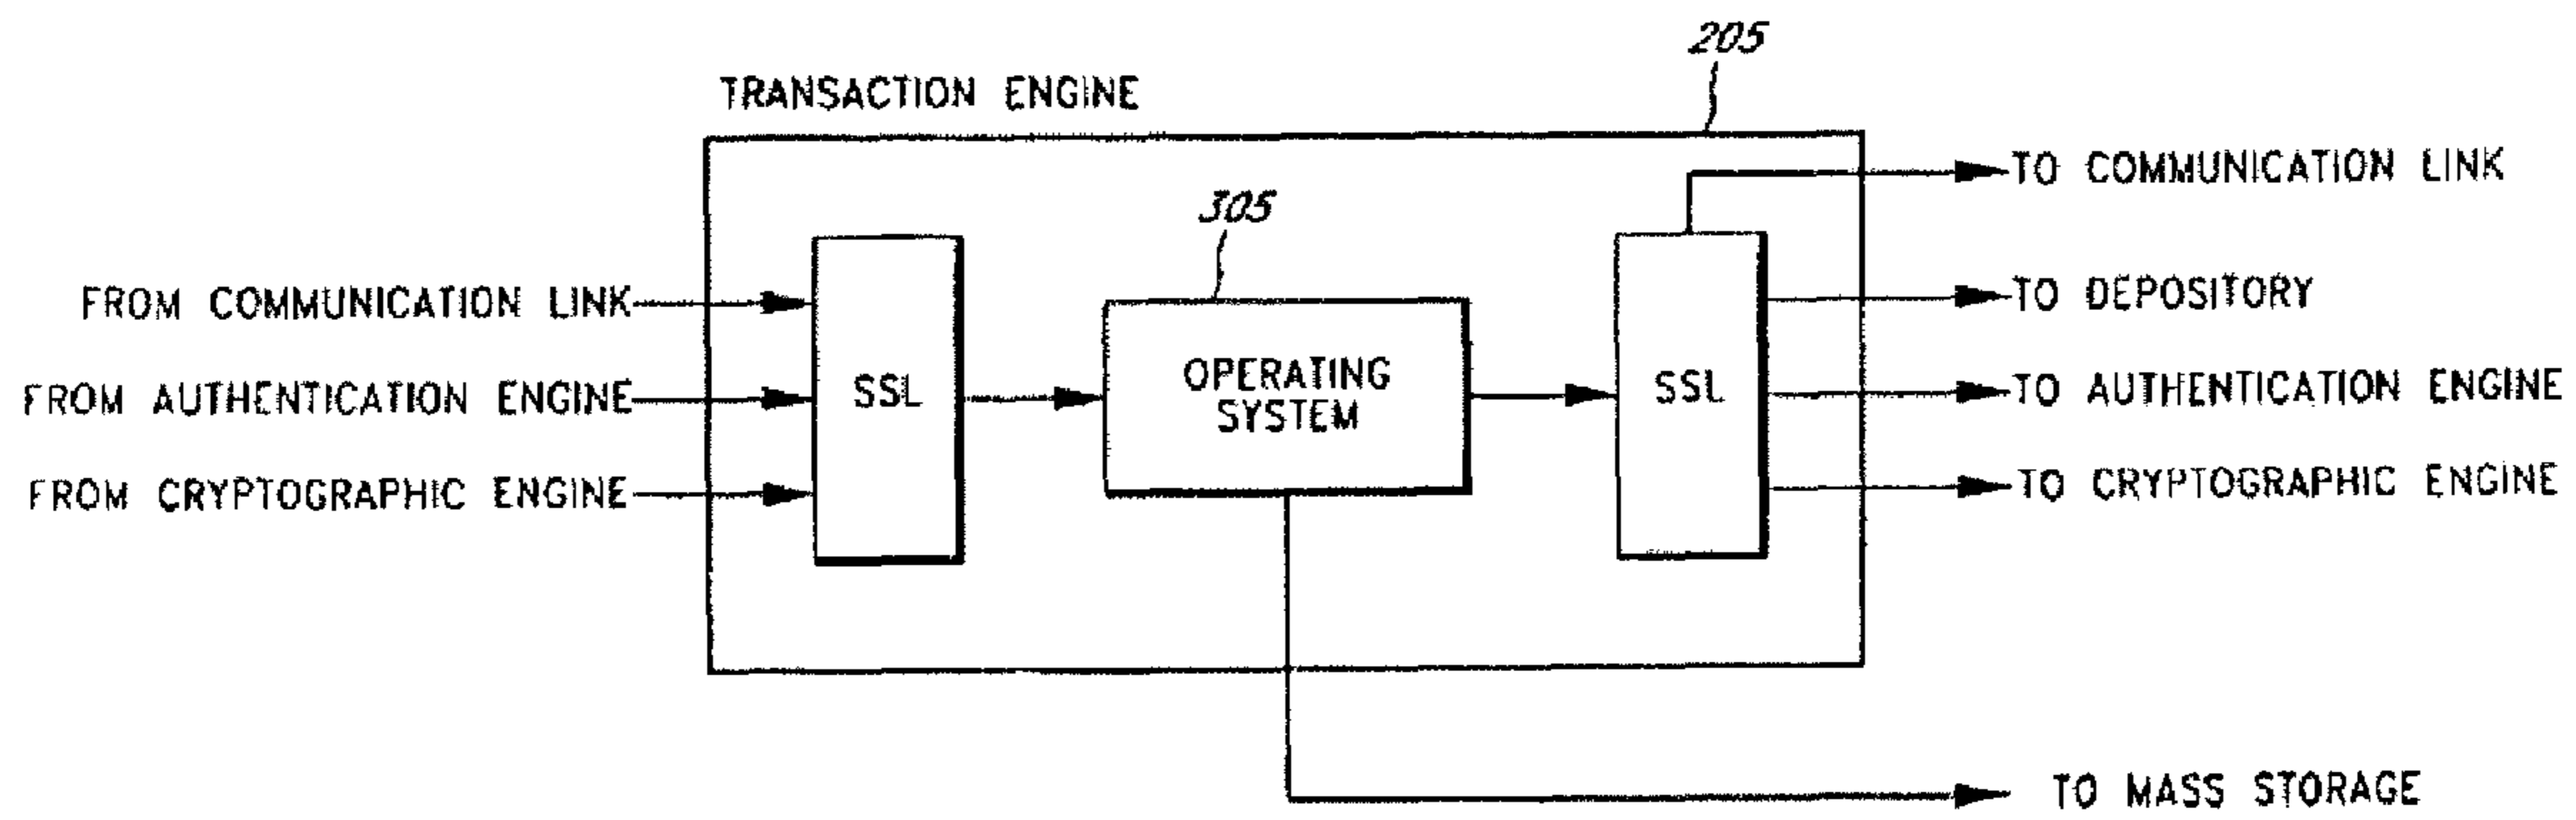 205
TRANSACTION ENGINE
TO COMMUNICATION LINK
305
FROM COMMUNICATION LINK
TO DEPOSITORY
FROM AUTHENTICATION ENGINE
SSL
OPERATING
SYSTEM
SSL
TO AUTHENTICATION ENGINE
FROM CRYPTOGRAPHIC ENGINE
TO CRYPTOGRAPHIC ENGINE
TO MASS STORAGE